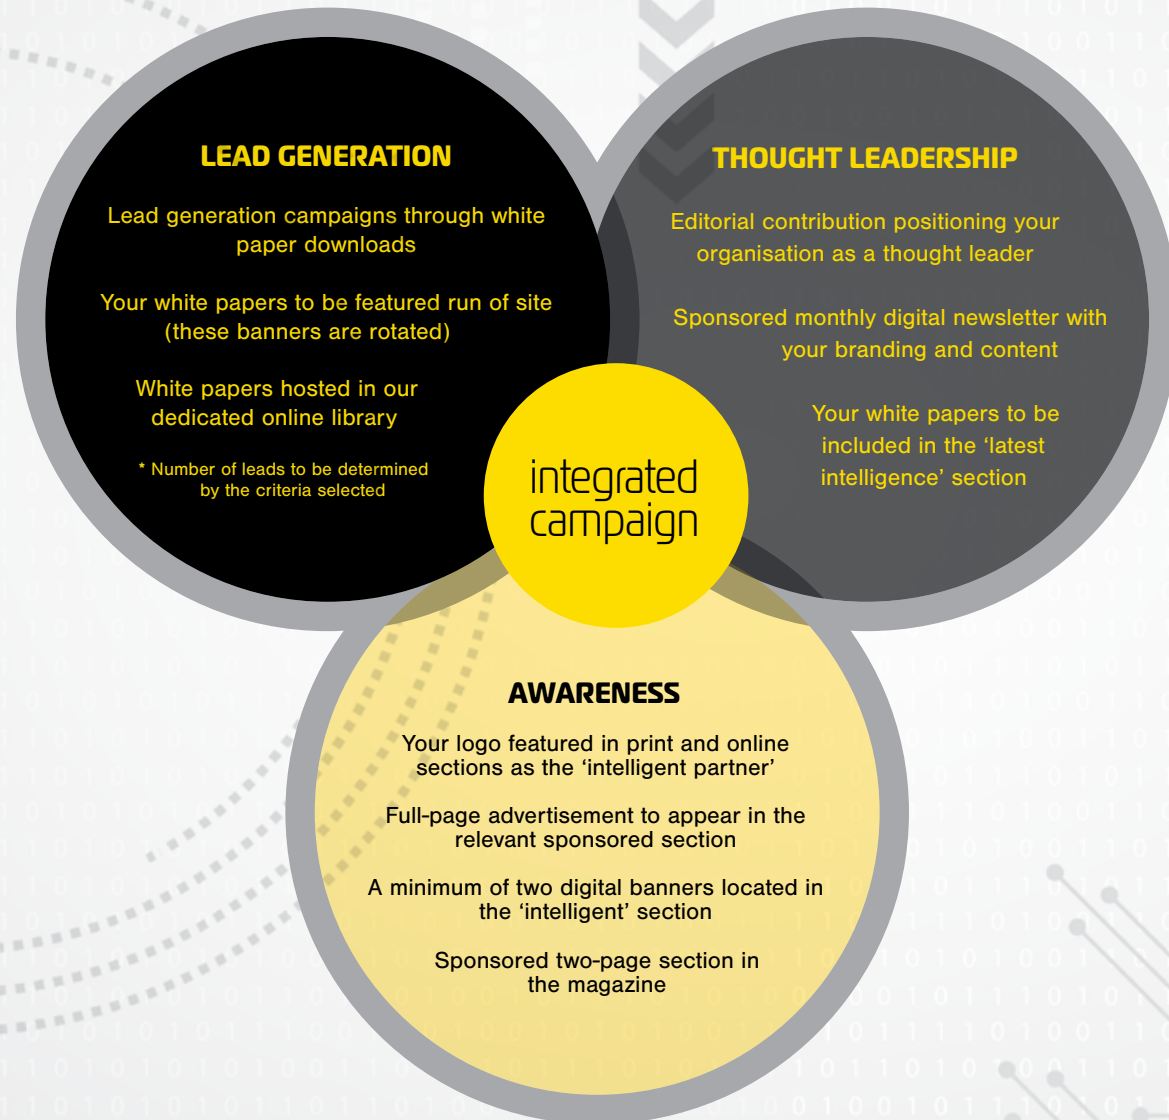 LEAD GENERATION
Lead generation campaigns through white
paper downloads
Your white papers to be featured run of site
(these banners are rotated)
White papers hosted in our
dedicated online library
* Number of leads to be determined
by the criteria selected
THOUGHT LEADERSHIP
Editorial contribution positioning your
organisation as a thought leader
Sponsored monthly digital newsletter with
your branding and content
Your white papers to be
included in the ‘latest
intelligence’ section
integrated
campaign
AWARENESS
Your logo featured in print and online
sections as the ‘intelligent partner’
Full-page advertisement to appear in the
relevant sponsored section
A minimum of two digital banners located in
the ‘intelligent’ section
Sponsored two-page section in
the magazine